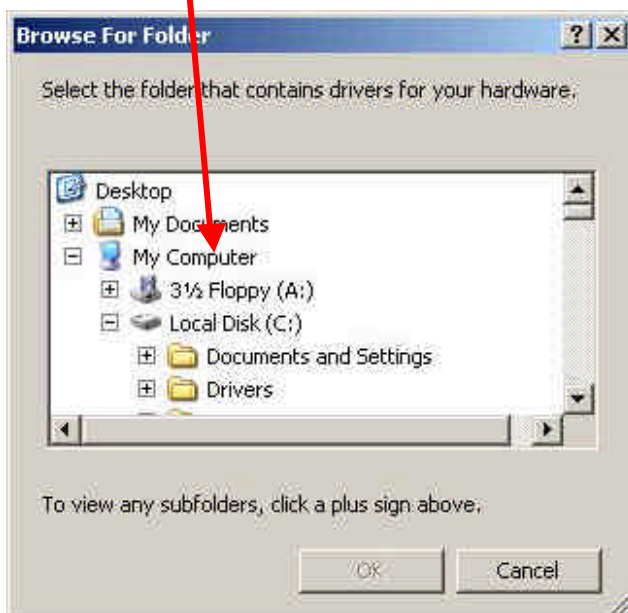 Browse For Folder
Select the folder that contains drivers for your hardware.
Desktop
My Documents
My Computer
3½ Floppy (A:)
Local Disk (C:)
Documents and Settings
Drivers
To view any subfolders, click a plus sign above.
OK
Cancel